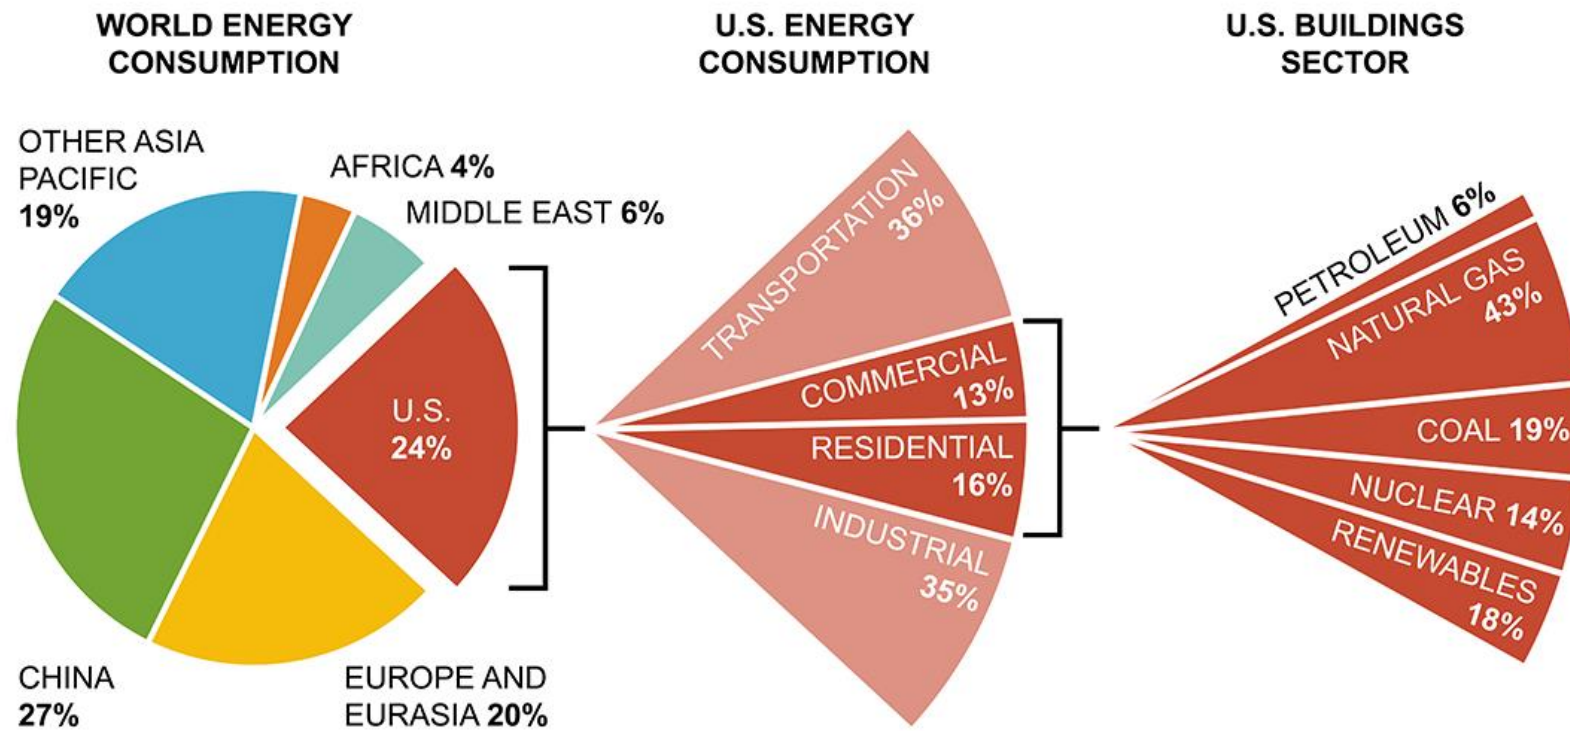 WORLD ENERGY
CONSUMPTION
OTHER ASIA
PACIFIC
19%
AFRICA 4%
MIDDLE EAST 6%
U.S.
24%
CHINA
27%
EUROPE AND
EURASIA 20%
U.S. ENERGY
CONSUMPTION
TRANSPORTATION
36%
COMMERCIAL
13%
RESIDENTIAL
16%
INDUSTRIAL
35%
U.S. BUILDINGS
SECTOR
PETROLEUM 6%
NATURAL GAS
43%
COAL 19%
NUCLEAR 14%
RENEWABLES
18%